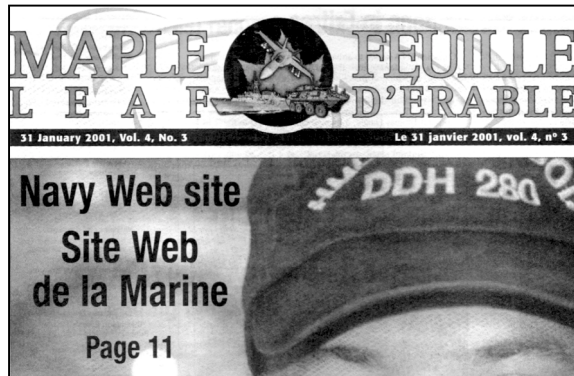 MAPLE
LEAF
FEUILLE
D'ÉRABLE
31 January 2001, Vol. 4, No. 3
Le 31 janvier 2001, vol. 4, n° 3
Navy Web site
Site Web
de la Marine
Page 11
DDH 280